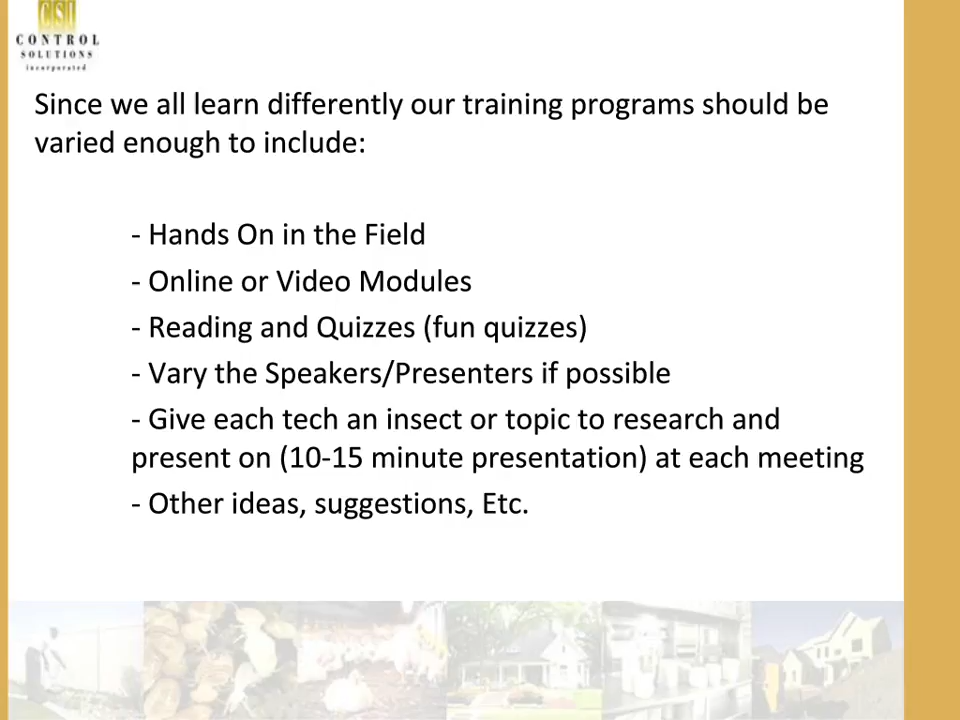 CSI
CONTROL
SOLUTIONS
incorporated
Since we all learn differently our training programs should be
varied enough to include:
- Hands On in the Field
- Online or Video Modules
- Reading and Quizzes (fun quizzes)
- Vary the Speakers/Presenters if possible
- Give each tech an insect or topic to research and
present on (10-15 minute presentation) at each meeting
- Other ideas, suggestions, Etc.